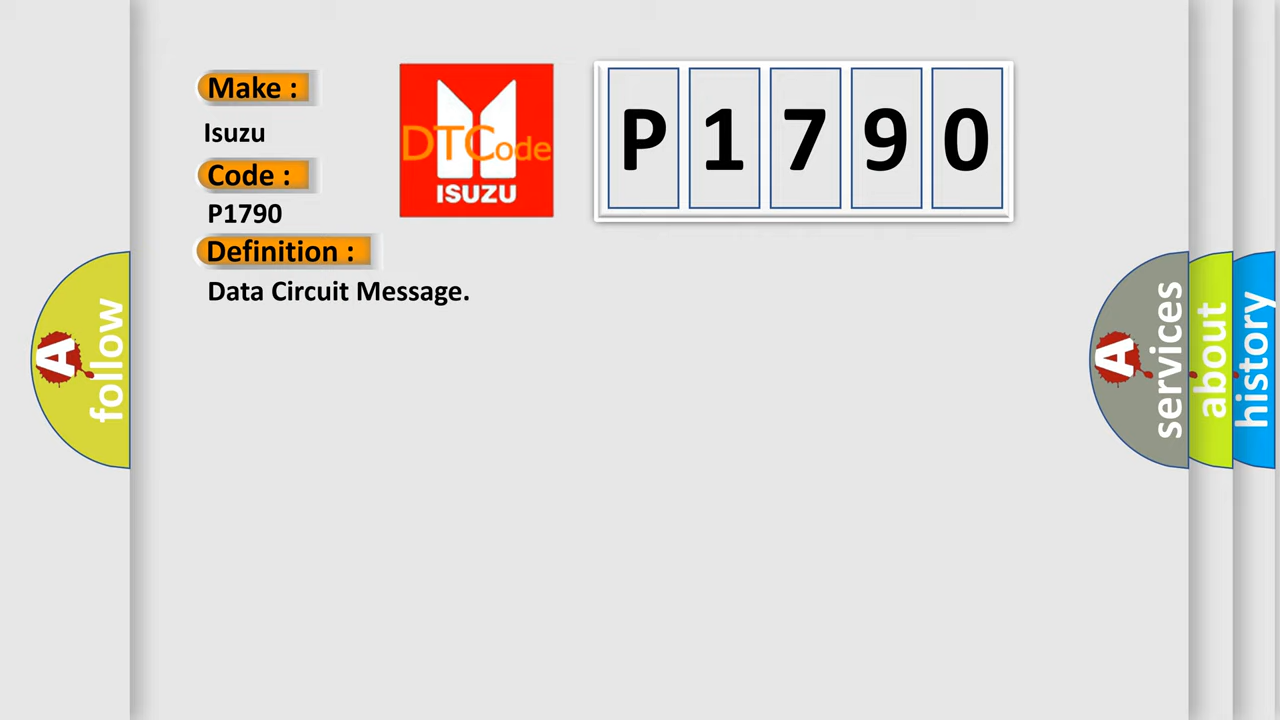 Make :
Isuzu
Code :
P1790
Definition :
Data Circuit Message.
DTCode
ISUZU
P 1 7 9 0
A follow
A services
about
history